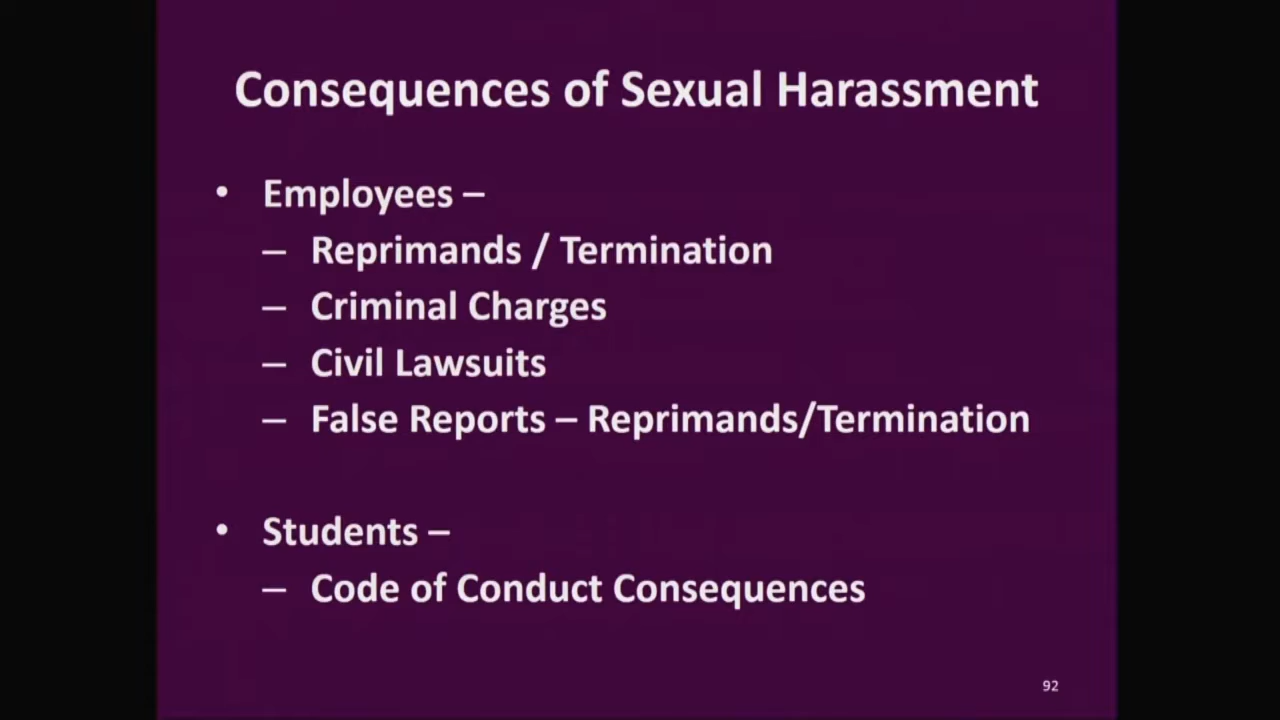 Consequences of Sexual Harassment
• Employees –
– Reprimands / Termination
– Criminal Charges
– Civil Lawsuits
– False Reports – Reprimands/Termination
• Students –
– Code of Conduct Consequences
92